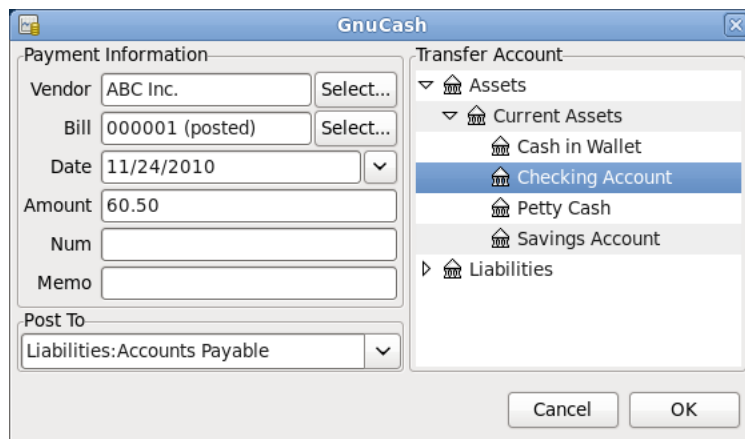 GnuCash
Payment Information
Vendor ABC Inc. Select...
Bill 000001 (posted) Select...
Date 11/24/2010
Amount 60.50
Num
Memo
Post To
Liabilities:Accounts Payable
Transfer Account
Assets
Current Assets
Cash in Wallet
Checking Account
Petty Cash
Savings Account
Liabilities
Cancel OK